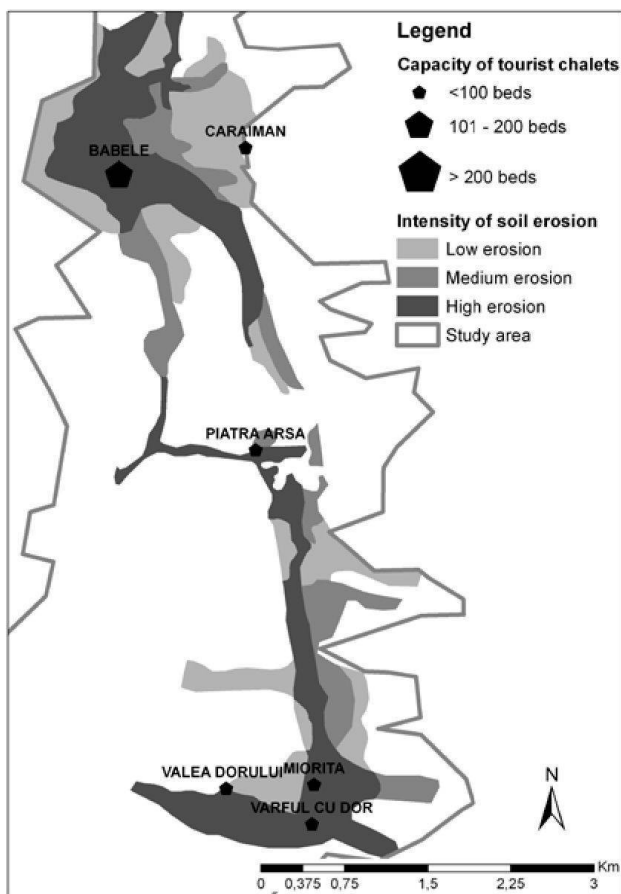 Legend
Capacity of tourist chalets
<100 beds
101 - 200 beds
> 200 beds
Intensity of soil erosion
Low erosion
Medium erosion
High erosion
Study area
CARAIMAN
BABELE
PIATRA ARSA
VALEA DORULUI
MIORITA
VARFUL CU DOR
N
Km
0 0,375 0,75 1,5 2,25 3